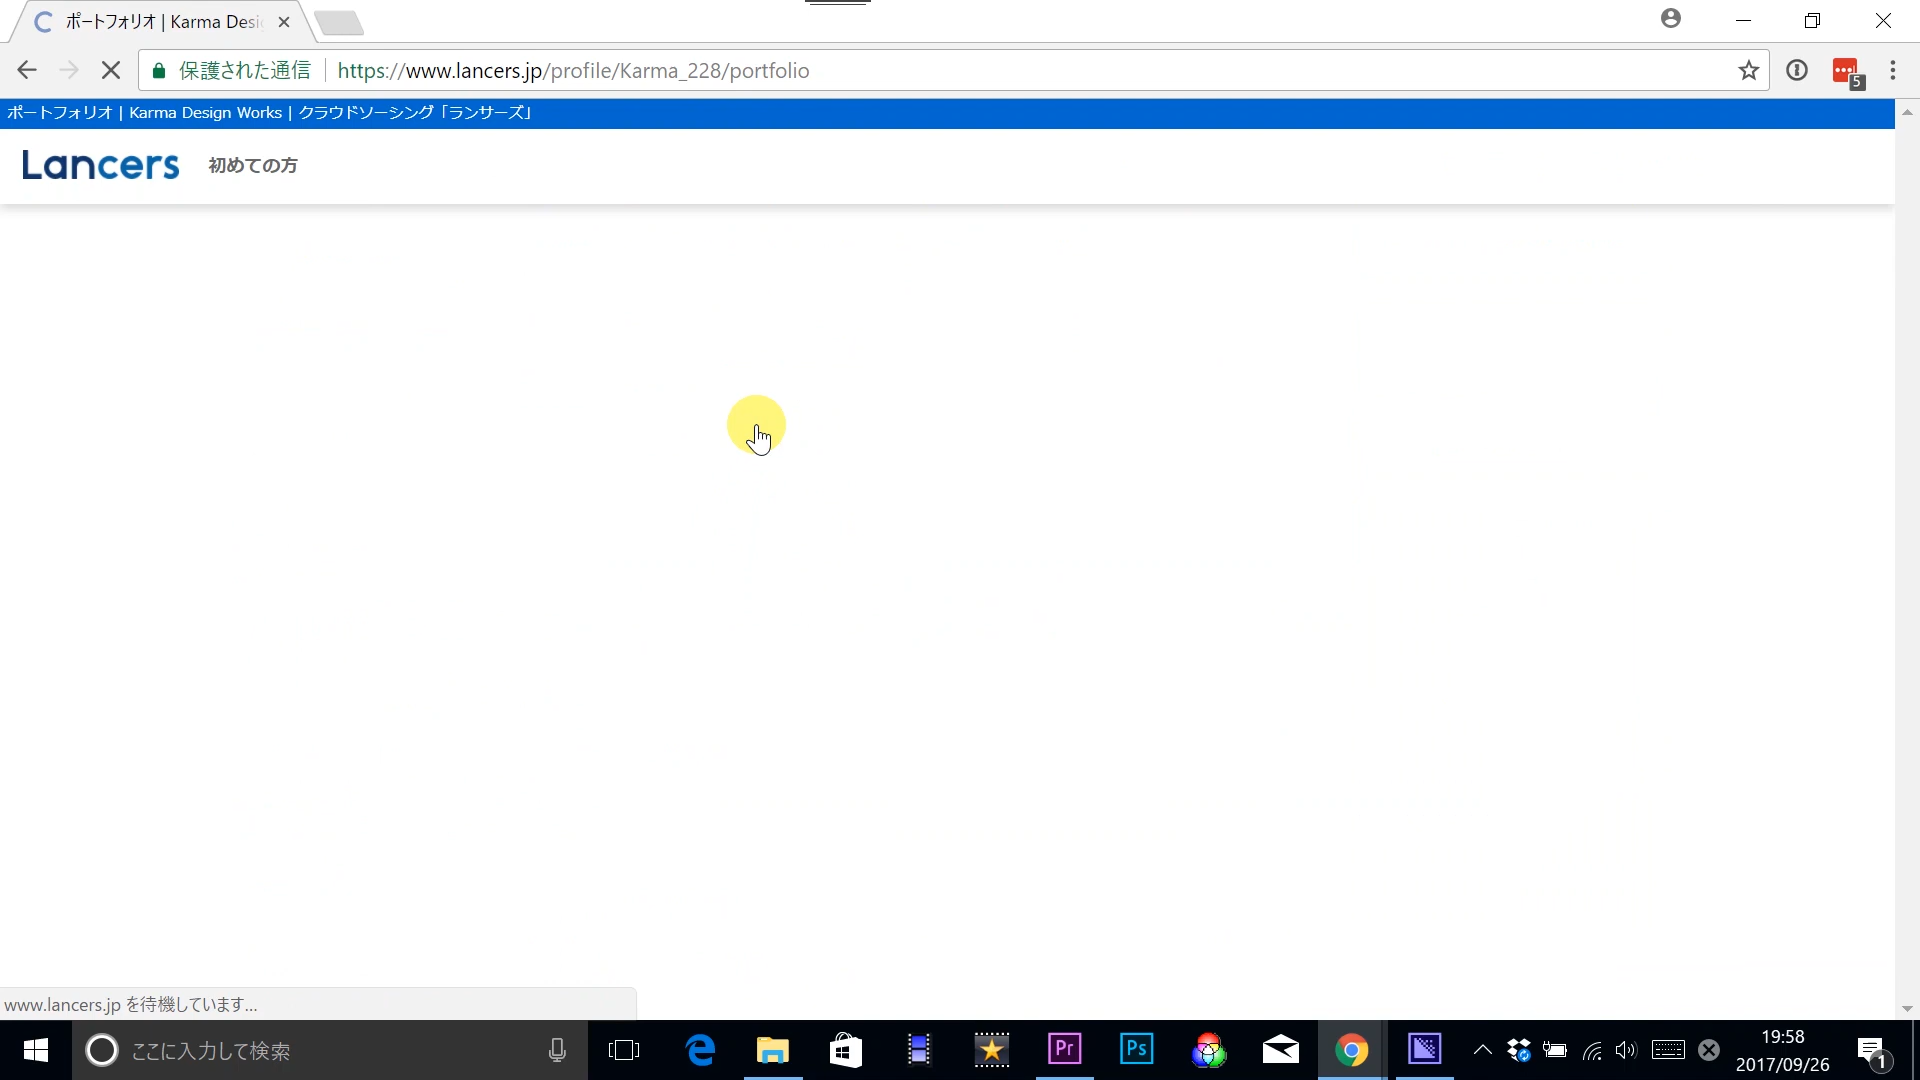 ポートフォリオ | Karma Desi
保護された通信
https://www.lancers.jp/profile/Karma_228/portfolio
5
ポートフォリオ | Karma Design Works | クラウドソーシング「ランサーズ」
Lancers
初めての方
www.lancers.jp を待機しています...
ここに入力して検索
Pr
Ps
19:58
2017/09/26
1